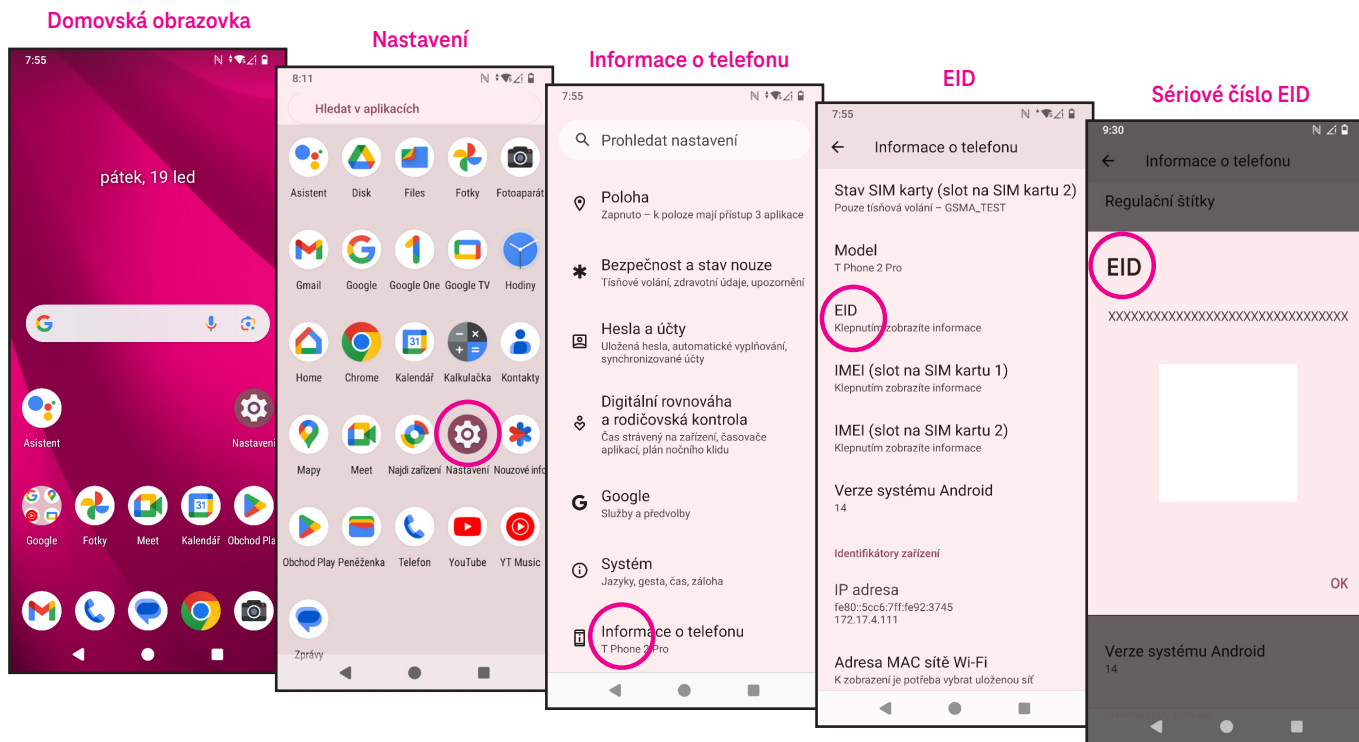 Domovská obrazovka
7:55
pátek, 19 led
Asistent
Nastavení
Google
Fotky
Meet
Kalendář
Obchod Pla
Nastavení
8:11
Hledat v aplikacích
Asistent
Disk
Files
Fotky
Fotoaparát
Gmail
Google
Google One
Google TV
Hodiny
Home
Chrome
Kalendář
Kalkulačka
Kontakty
Mapy
Meet
Najdi zařízení
Nastavení
Nouzové info
Obchod Play
Peněženka
Telefon
YouTube
YT Music
Zprávy
Informace o telefonu
7:55
Prohledat nastavení
Poloha
Zapnuto – k poloze mají přístup 3 aplikace
Bezpečnost a stav nouze
Tísňové volání, zdravotní údaje, upozornění
Hesla a účty
Uložená hesla, automatické vyplňování,
synchronizované účty
Digitální rovnováha
a rodičovská kontrola
Čas strávený na zařízení, časovače
aplikací, plán nočního klidu
Google
Služby a předvolby
Systém
Jazyky, gesta, čas, záloha
Informace o telefonu
T Phone 2 Pro
EID
7:55
Informace o telefonu
Stav SIM karty (slot na SIM kartu 2)
Pouze tísňová volání – GSMA_TEST
Model
T Phone 2 Pro
EID
Klepnutím zobrazíte informace
IMEI (slot na SIM kartu 1)
Klepnutím zobrazíte informace
IMEI (slot na SIM kartu 2)
Klepnutím zobrazíte informace
Verze systému Android
14
Identifikátory zařízení
IP adresa
fe80::5cc6:7ff:fe92:3745
172.17.4.111
Adresa MAC sítě Wi-Fi
K zobrazení je potřeba vybrat uloženou síť
Sériové číslo EID
9:30
Informace o telefonu
Regulační štítky
EID
XXXXXXXXXXXXXXXXXXXXXXXXXXXXXXXX
OK
Verze systému Android
14